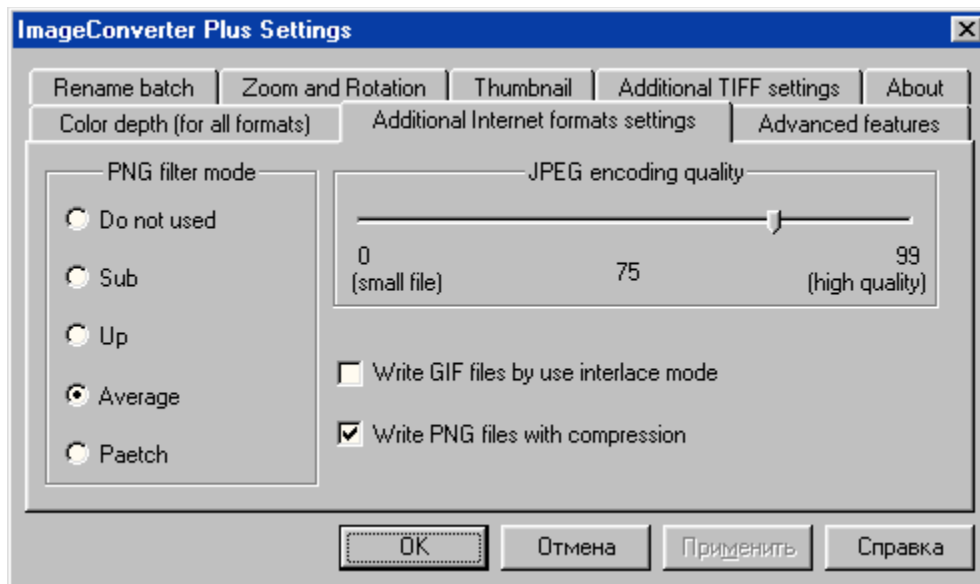 ImageConverter Plus Settings
Rename batch Zoom and Rotation Thumbnail Additional TIFF settings About
Color depth (for all formats) Additional Internet formats settings Advanced features
PNG filter mode
Do not used
Sub
Up
Average
Paetch
JPEG encoding quality
0 75 99
(small file) (high quality)
Write GIF files by use interlace mode
Write PNG files with compression
OK Отмена Применить Справка